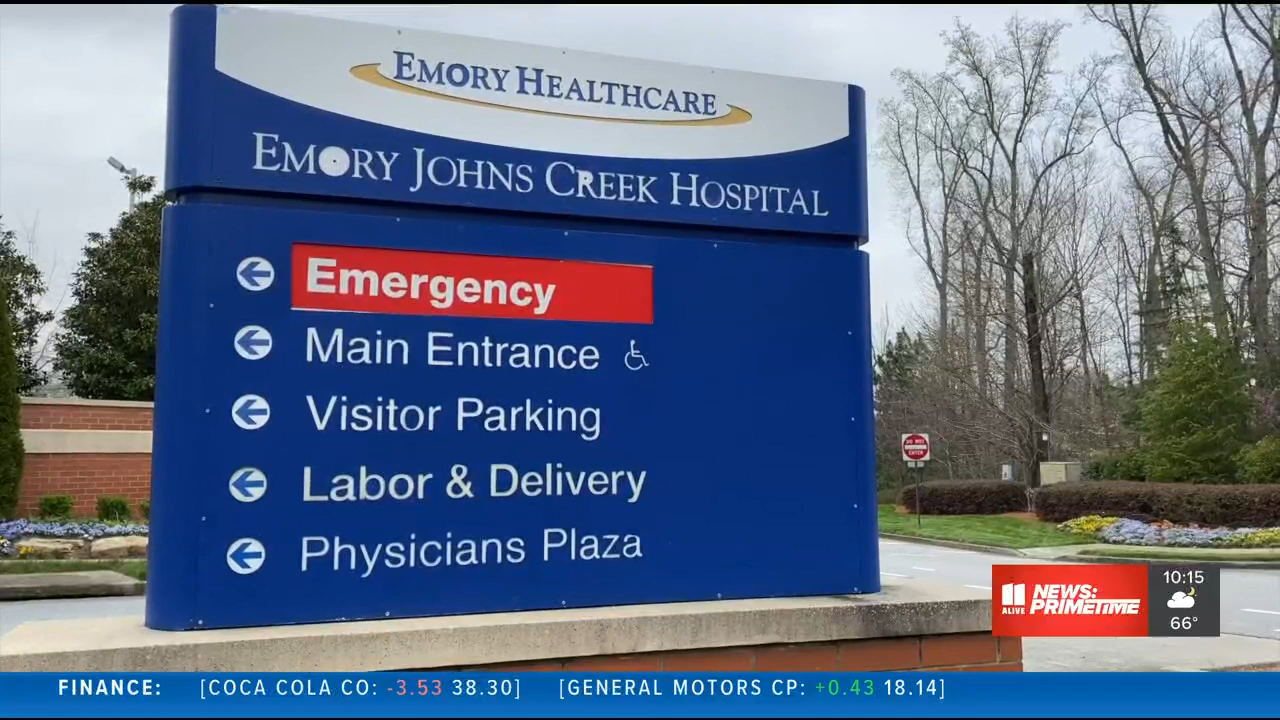 EMORY HEALTHCARE
EMORY JOHNS CREEK HOSPITAL
Emergency
Main Entrance
Visitor Parking
Labor & Delivery
Physicians Plaza
DO NOT
ENTER
11 ALIVE NEWS: PRIMETIME
10:15
66°
FINANCE: [COCA COLA CO: -3.53 38.30] [GENERAL MOTORS CP: +0.43 18.14]